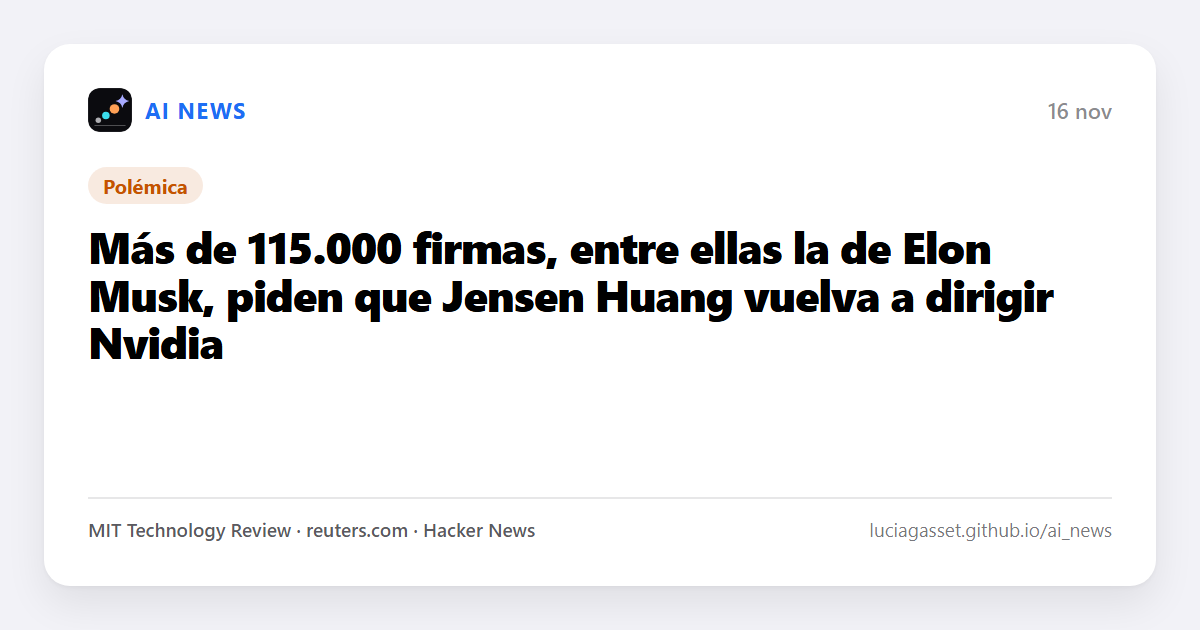 AI NEWS
16 nov
Polémica
Más de 115.000 firmas, entre ellas la de Elon
Musk, piden que Jensen Huang vuelva a dirigir
Nvidia
MIT Technology Review · reuters.com · Hacker News
luciagasset.github.io/ai_news